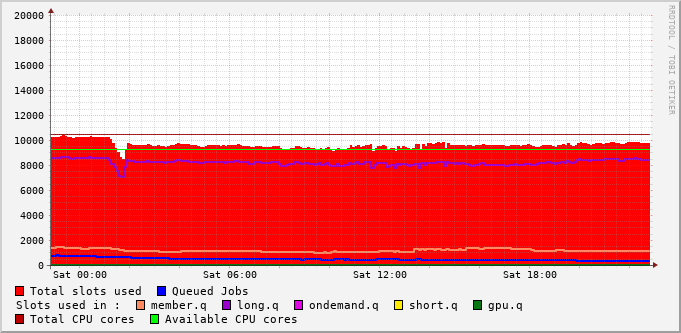 RRDTOOL / TOBI OETIKER
20000
18000
16000
14000
12000
10000
8000
6000
4000
2000
0
Sat 00:00 Sat 06:00 Sat 12:00 Sat 18:00
Total slots used Queued Jobs
Slots used in : member.q long.q ondemand.q short.q gpu.q
Total CPU cores Available CPU cores